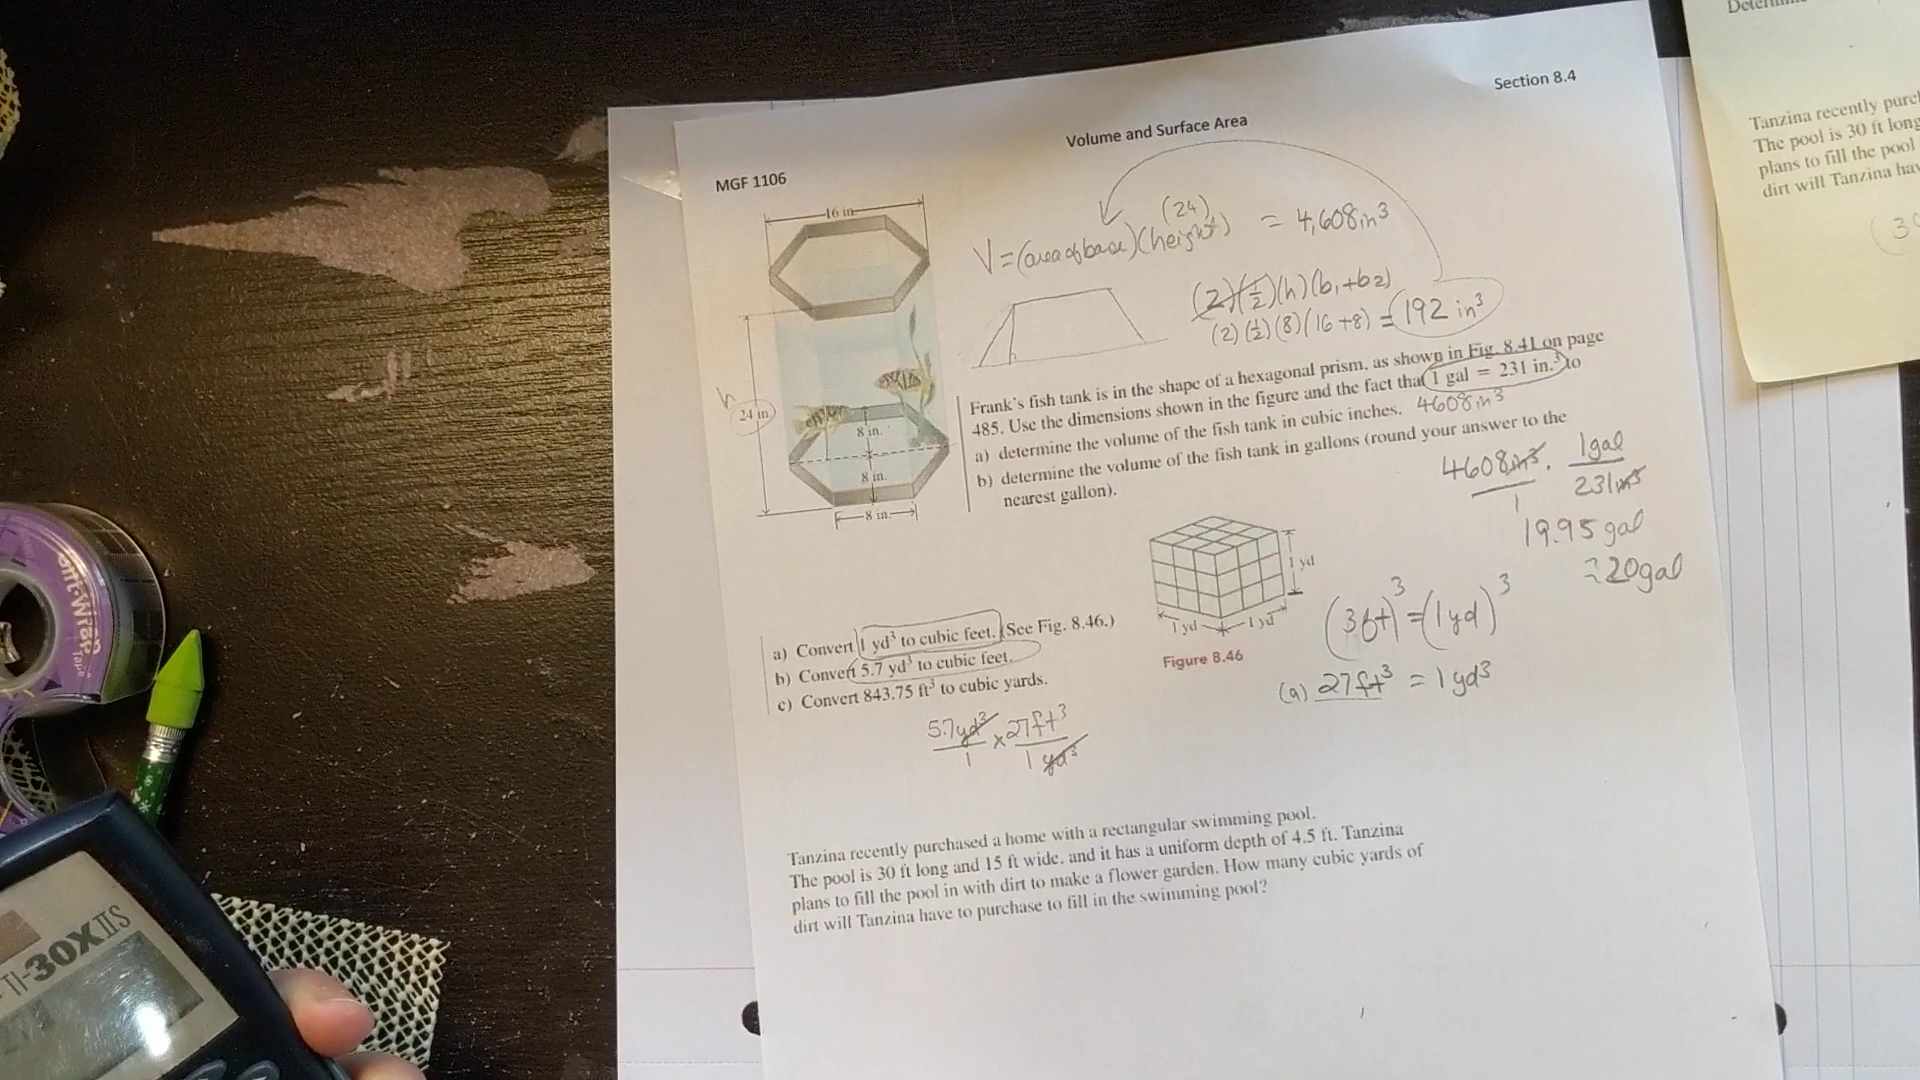 Section 8.4
Volume and Surface Area
MGF 1106
16 in.
V = (area of base)(height) = 4,608 in³
(24)
(2)(1/2)(h)(b₁+b₂)
(2)(1/2)(8)(16+8) = 192 in³
h
24 in.
8 in.
8 in.
8 in.
Frank's fish tank is in the shape of a hexagonal prism, as shown in Fig. 8.41 on page
485. Use the dimensions shown in the figure and the fact that 1 gal = 231 in.³ to
a) determine the volume of the fish tank in cubic inches. 4608 in³
b) determine the volume of the fish tank in gallons (round your answer to the
nearest gallon).
4608 in³/1 · 1 gal/231 in³
19.95 gal
≈ 20 gal
a) Convert 1 yd³ to cubic feet. (See Fig. 8.46.)
b) Convert 5.7 yd³ to cubic feet.
c) Convert 843.75 ft³ to cubic yards.
1 yd
1 yd
1 yd
Figure 8.46
(3ft)³ = (1yd)³
(a) 27ft³ = 1yd³
5.7yd³/1 × 27ft³/1yd³
Tanzina recently purchased a home with a rectangular swimming pool.
The pool is 30 ft long and 15 ft wide, and it has a uniform depth of 4.5 ft. Tanzina
plans to fill the pool in with dirt to make a flower garden. How many cubic yards of
dirt will Tanzina have to purchase to fill in the swimming pool?
Tanzina recently
The pool is 30 ft long
plans to fill the pool
dirt will Tanzina
Tape
TI-30X IIS